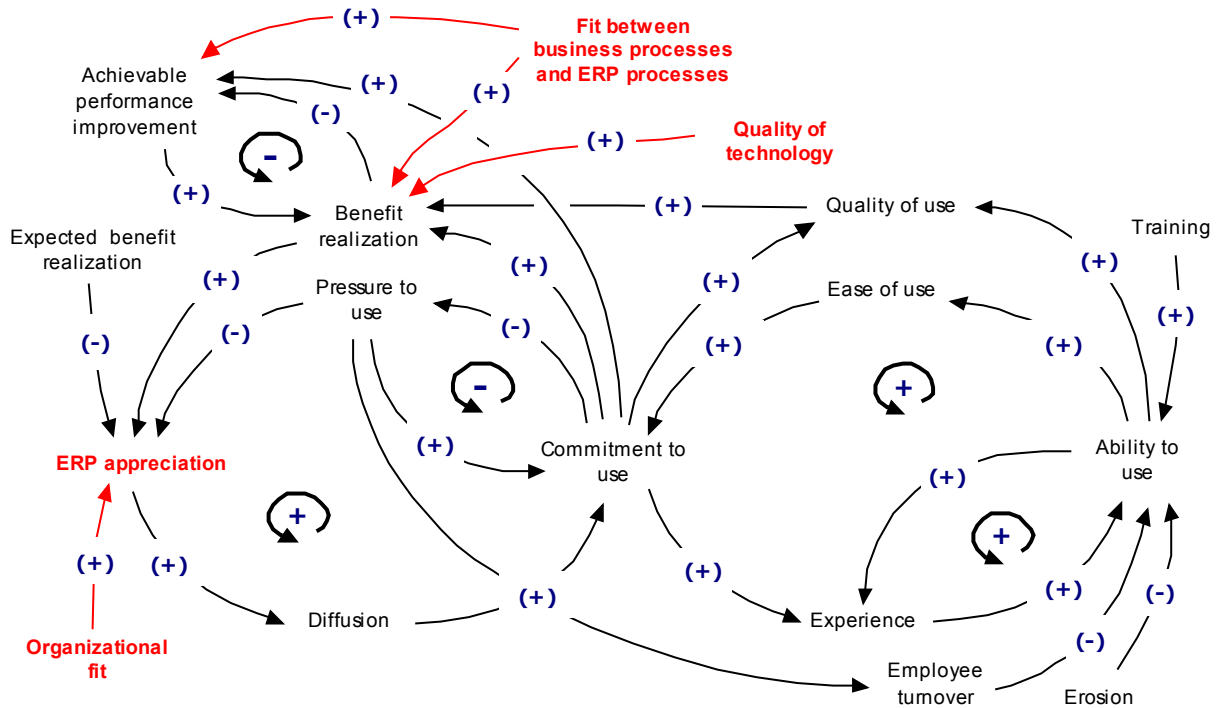 (+)
Fit between
business processes
and ERP processes
Achievable
performance
improvement
(+)
(-)
(+)
Quality of
technology
(+)
-
(+)
Benefit
realization
(+)
Quality of use
Training
Expected benefit
realization
(+)
(+)
(+)
(+)
Pressure to
use
Ease of use
(+)
(-)
(-)
(-)
(+)
(+)
-
+
ERP appreciation
(+)
Commitment to
use
Ability to
use
(+)
+
+
(+)
(+)
(+)
(+)
(-)
Diffusion
(+)
Experience
Organizational
fit
(-)
Employee
turnover
Erosion